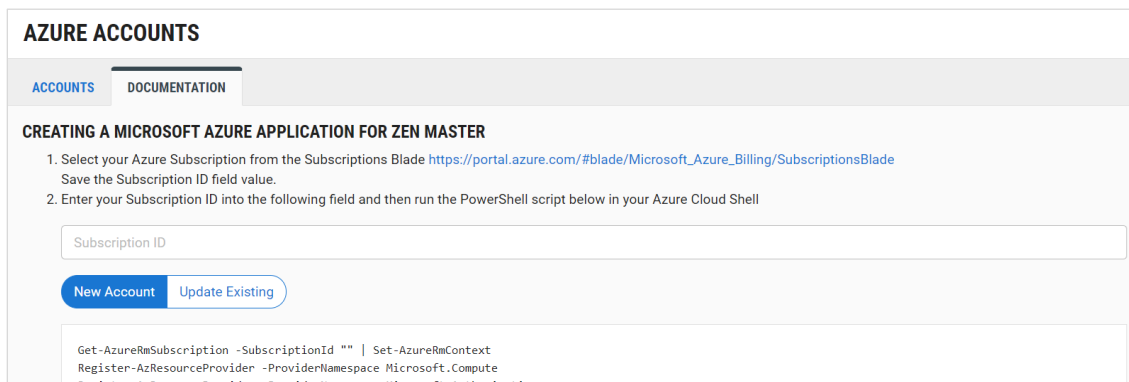 AZURE ACCOUNTS
ACCOUNTS DOCUMENTATION
CREATING A MICROSOFT AZURE APPLICATION FOR ZEN MASTER
1. Select your Azure Subscription from the Subscriptions Blade https://portal.azure.com/#blade/Microsoft_Azure_Billing/SubscriptionsBlade
Save the Subscription ID field value.
2. Enter your Subscription ID into the following field and then run the PowerShell script below in your Azure Cloud Shell
Subscription ID
New Account Update Existing
Get-AzureRmSubscription -SubscriptionId "" | Set-AzureRmContext
Register-AzResourceProvider -ProviderNamespace Microsoft.Compute